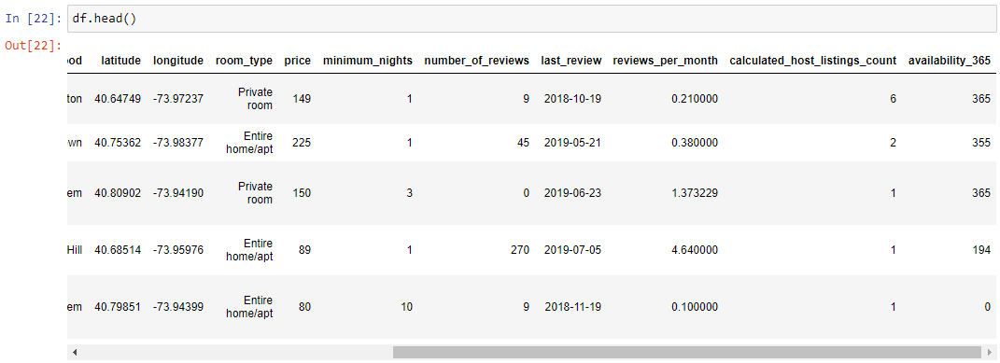 In [22]: df.head()
Out[22]:
ood latitude longitude room_type price minimum_nights number_of_reviews last_review reviews_per_month calculated_host_listings_count availability_365
ton 40.64749 -73.97237 Private room 149 1 9 2018-10-19 0.210000 6 365
wn 40.75362 -73.98377 Entire home/apt 225 1 45 2019-05-21 0.380000 2 355
em 40.80902 -73.94190 Private room 150 3 0 2019-06-23 1.373229 1 365
Hill 40.68514 -73.95976 Entire home/apt 89 1 270 2019-07-05 4.640000 1 194
em 40.79851 -73.94399 Entire home/apt 80 10 9 2018-11-19 0.100000 1 0